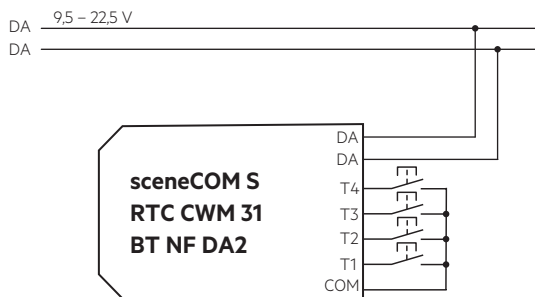 DA 9,5 – 22,5 V
DA
DA
DA
sceneCOM S
RTC CWM 31
BT NF DA2
T4
T3
T2
T1
COM